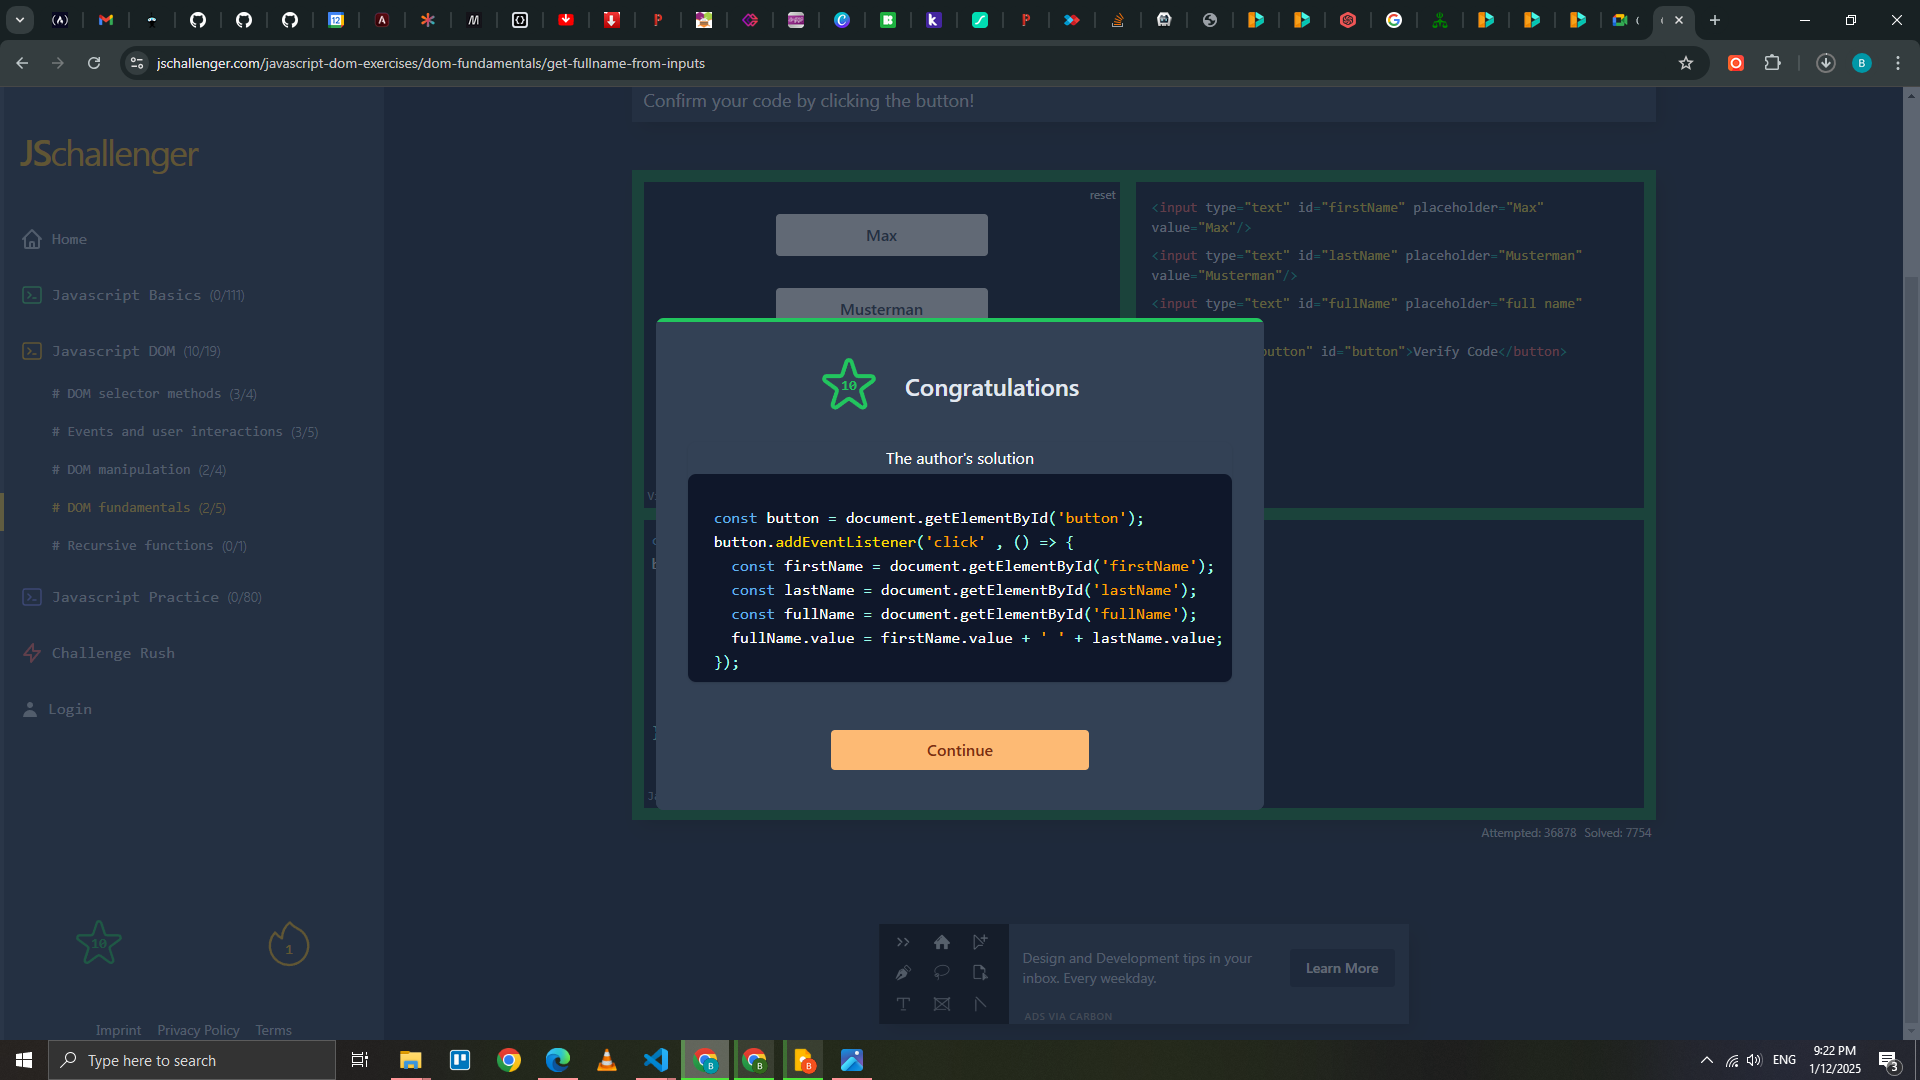 jschallenger.com/javascript-dom-exercises/dom-fundamentals/get-fullname-from-inputs
B
JSchallenger
Home
Javascript Basics (0/111)
Javascript DOM (10/19)
# DOM selector methods (3/4)
# Events and user interactions (3/5)
# DOM manipulation (2/4)
# DOM fundamentals (2/5)
# Recursive functions (0/1)
Javascript Practice (0/80)
Challenge Rush
Login
10
1
Imprint Privacy Policy Terms
Confirm your code by clicking the button!
reset
Max
Musterman
<input type="text" id="firstName" placeholder="Max"
value="Max"/>
<input type="text" id="lastName" placeholder="Musterman"
value="Musterman"/>
<input type="text" id="fullName" placeholder="full name"
button" id="button">Verify Code</button>
10
Congratulations
The author's solution
const button = document.getElementById('button');
button.addEventListener('click' , () => {
const firstName = document.getElementById('firstName');
const lastName = document.getElementById('lastName');
const fullName = document.getElementById('fullName');
fullName.value = firstName.value + ' ' + lastName.value;
});
Continue
Attempted: 36878 Solved: 7754
Design and Development tips in your
inbox. Every weekday.
Learn More
ADS VIA CARBON
Type here to search
ENG
9:22 PM
1/12/2025
3